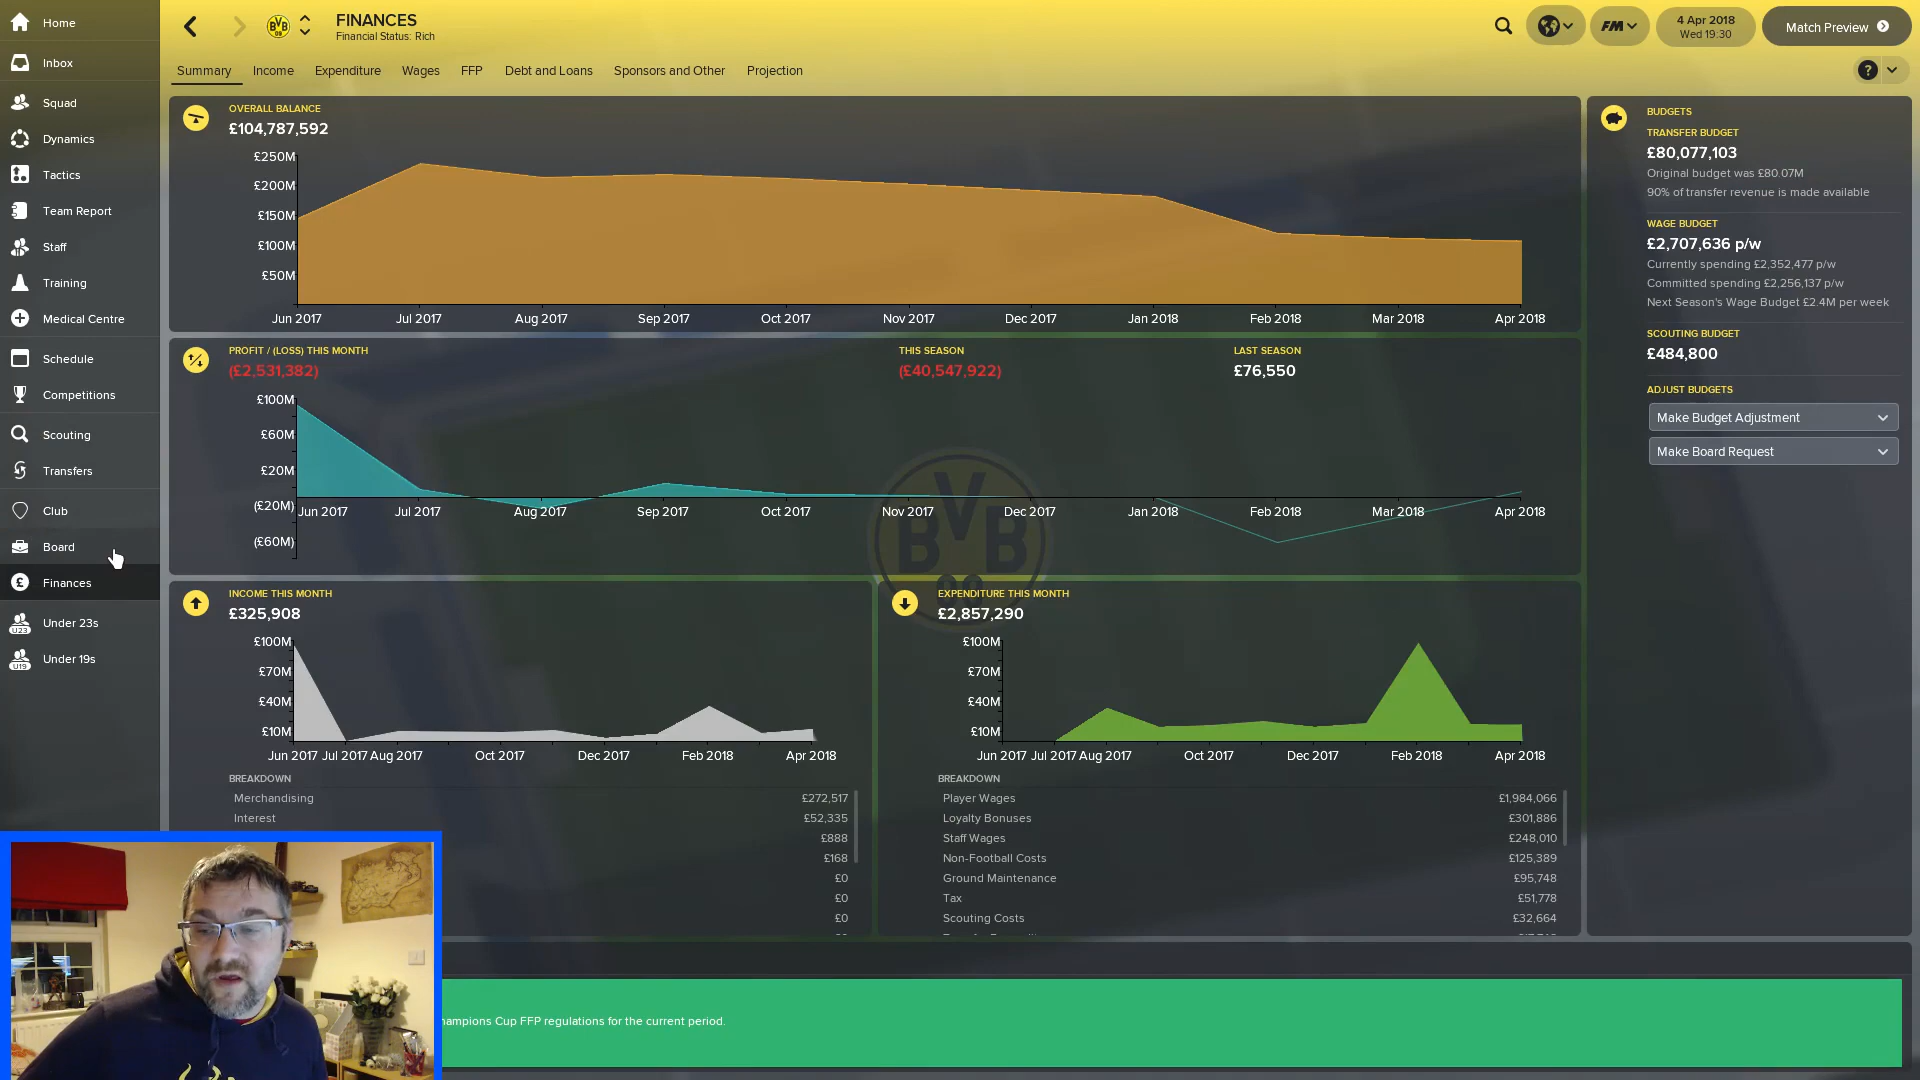 Home
Inbox
Squad
Dynamics
Tactics
Team Report
Staff
Training
Medical Centre
Schedule
Competitions
Scouting
Transfers
Club
Board
Finances
Under 23s
Under 19s
FINANCES
Financial Status: Rich
FM
4 Apr 2018
Wed 19:30
Match Preview
Summary Income Expenditure Wages FFP Debt and Loans Sponsors and Other Projection
OVERALL BALANCE
£104,787,592
£250M
£200M
£150M
£100M
£50M
Jun 2017 Jul 2017 Aug 2017 Sep 2017 Oct 2017 Nov 2017 Dec 2017 Jan 2018 Feb 2018 Mar 2018 Apr 2018
PROFIT / (LOSS) THIS MONTH
(£2,531,382)
THIS SEASON
(£40,547,922)
LAST SEASON
£76,550
£100M
£60M
£20M
(£20M)
(£60M)
Jun 2017 Jul 2017 Aug 2017 Sep 2017 Oct 2017 Nov 2017 Dec 2017 Jan 2018 Feb 2018 Mar 2018 Apr 2018
BVB 09
INCOME THIS MONTH
£325,908
£100M
£70M
£40M
£10M
Jun 2017 Jul 2017 Aug 2017 Oct 2017 Dec 2017 Feb 2018 Apr 2018
BREAKDOWN
Merchandising £272,517
Interest £52,335
£888
£168
£0
£0
£0
EXPENDITURE THIS MONTH
£2,857,290
£100M
£70M
£40M
£10M
Jun 2017 Jul 2017 Aug 2017 Oct 2017 Dec 2017 Feb 2018 Apr 2018
BREAKDOWN
Player Wages £1,984,066
Loyalty Bonuses £301,886
Staff Wages £248,010
Non-Football Costs £125,389
Ground Maintenance £95,748
Tax £51,778
Scouting Costs £32,664
BUDGETS
TRANSFER BUDGET
£80,077,103
Original budget was £80.07M
90% of transfer revenue is made available
WAGE BUDGET
£2,707,636 p/w
Currently spending £2,352,477 p/w
Committed spending £2,256,137 p/w
Next Season's Wage Budget £2.4M per week
SCOUTING BUDGET
£484,800
ADJUST BUDGETS
Make Budget Adjustment
Make Board Request
hampions Cup FFP regulations for the current period.